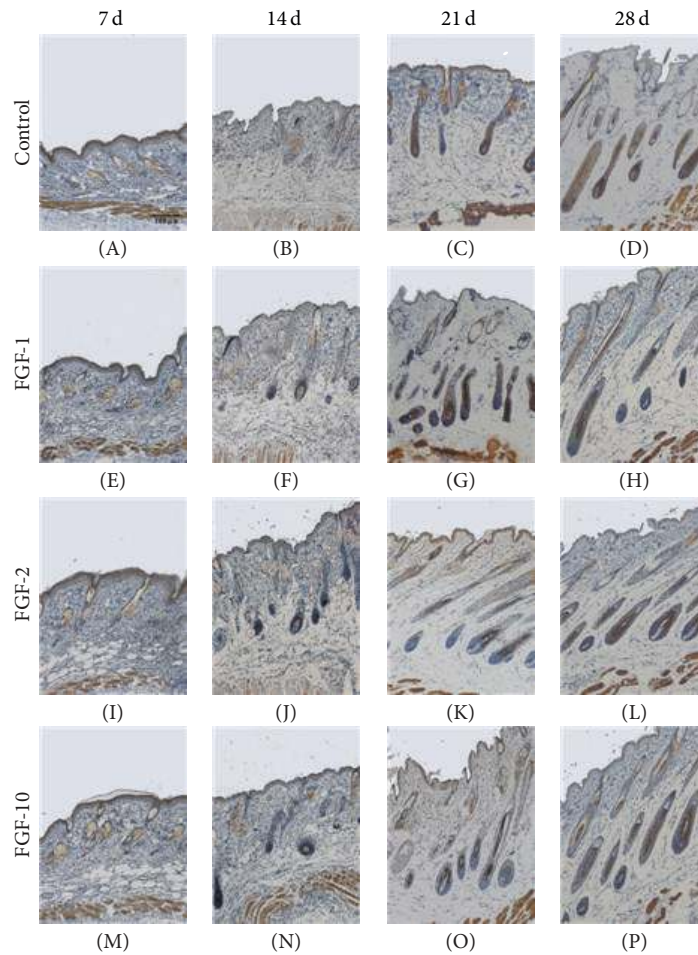 7 d 14 d 21 d 28 d
Control
(A) (B) (C) (D)
FGF-1
(E) (F) (G) (H)
FGF-2
(I) (J) (K) (L)
FGF-10
(M) (N) (O) (P)